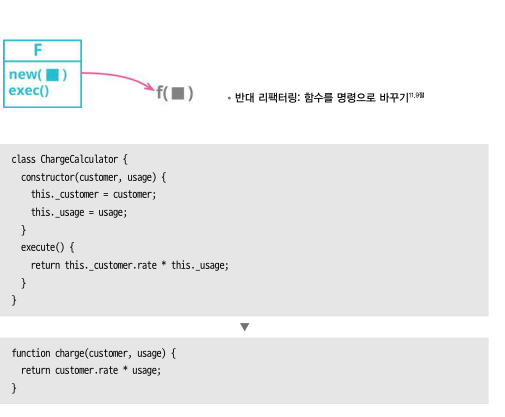 F
new( ■ )
exec()
f( ■ )
• 반대 리팩터링: 함수를 명령으로 바꾸기11.9절
class ChargeCalculator {
  constructor(customer, usage) {
    this._customer = customer;
    this._usage = usage;
  }
  execute() {
    return this._customer.rate * this._usage;
  }
}
▼
function charge(customer, usage) {
  return customer.rate * usage;
}